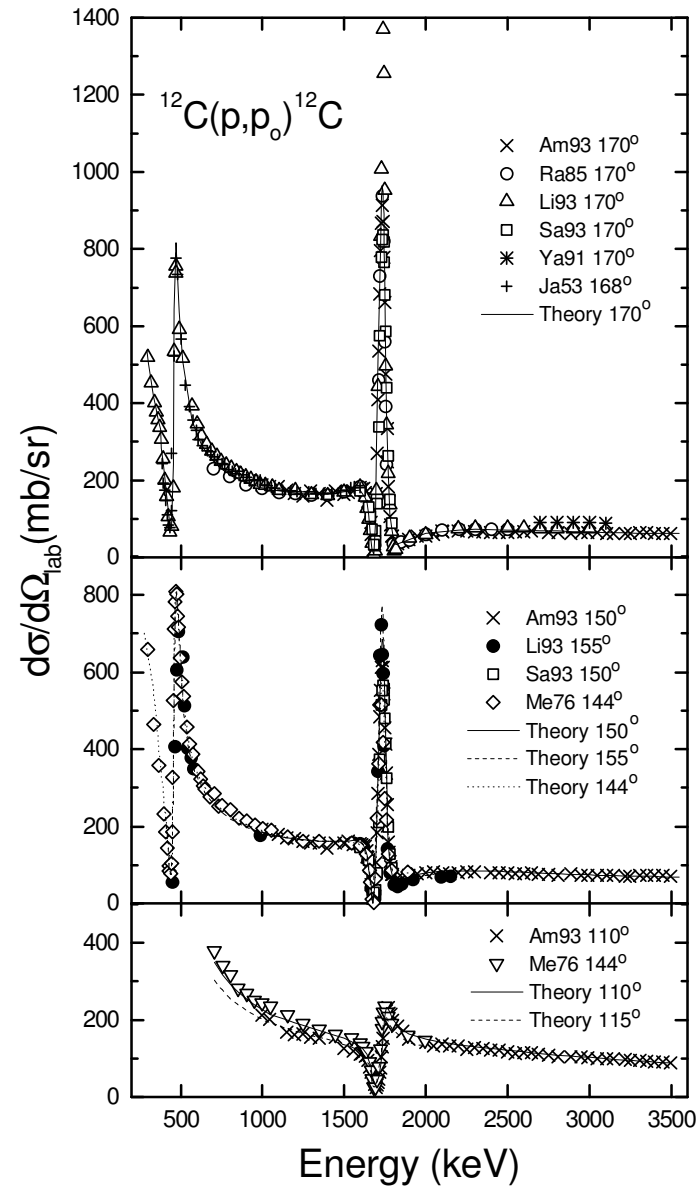 1400
1200
1000
800
600
400
200
0
¹²C(p,pₒ)¹²C
Am93 170°
Ra85 170°
Li93 170°
Sa93 170°
Ya91 170°
Ja53 168°
Theory 170°
dσ/dΩ_lab(mb/sr)
800
600
400
200
0
Am93 150°
Li93 155°
Sa93 150°
Me76 144°
Theory 150°
Theory 155°
Theory 144°
400
200
0
Am93 110°
Me76 144°
Theory 110°
Theory 115°
500 1000 1500 2000 2500 3000 3500
Energy (keV)